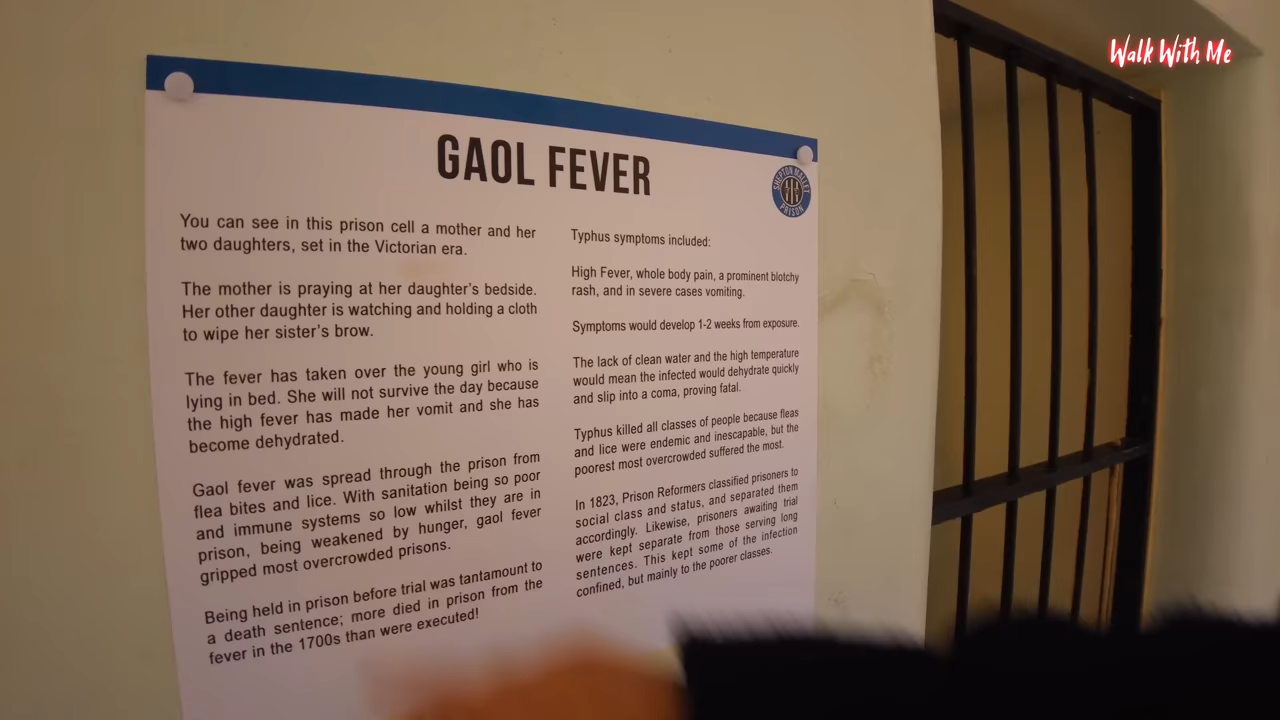 Walk With Me
GAOL FEVER
SHEPTON MALLET
PRISON
You can see in this prison cell a mother and her
two daughters, set in the Victorian era.
The mother is praying at her daughter's bedside.
Her other daughter is watching and holding a cloth
to wipe her sister's brow.
The fever has taken over the young girl who is
lying in bed. She will not survive the day because
the high fever has made her vomit and she has
become dehydrated.
Gaol fever was spread through the prison from
flea bites and lice. With sanitation being so poor
and immune systems so low whilst they are in
prison, being weakened by hunger, gaol fever
gripped most overcrowded prisons.
Being held in prison before trial was tantamount to
a death sentence; more died in prison from the
fever in the 1700s than were executed!
Typhus symptoms included:
High Fever, whole body pain, a prominent blotchy
rash, and in severe cases vomiting.
Symptoms would develop 1-2 weeks from exposure.
The lack of clean water and the high temperature
would mean the infected would dehydrate quickly
and slip into a coma, proving fatal.
Typhus killed all classes of people because fleas
and lice were endemic and inescapable, but the
poorest most overcrowded suffered the most.
In 1823, Prison Reformers classified prisoners to
social class and status, and separated them
accordingly. Likewise, prisoners awaiting trial
were kept separate from those serving long
sentences. This kept some of the infection
confined, but mainly to the poorer classes.